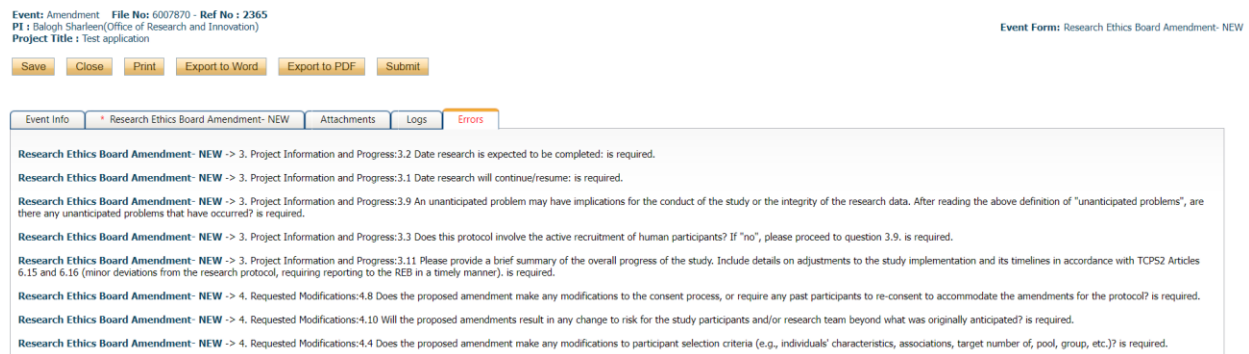 Event: Amendment File No: 6007870 - Ref No : 2365
PI : Balogh Sharleen(Office of Research and Innovation)
Event Form: Research Ethics Board Amendment- NEW
Project Title : Test application
Save Close Print Export to Word Export to PDF Submit
Event Info * Research Ethics Board Amendment- NEW Attachments Logs Errors
Research Ethics Board Amendment- NEW -> 3. Project Information and Progress:3.2 Date research is expected to be completed: is required.
Research Ethics Board Amendment- NEW -> 3. Project Information and Progress:3.1 Date research will continue/resume: is required.
Research Ethics Board Amendment- NEW -> 3. Project Information and Progress:3.9 An unanticipated problem may have implications for the conduct of the study or the integrity of the research data. After reading the above definition of "unanticipated problems", are
there any unanticipated problems that have occurred? is required.
Research Ethics Board Amendment- NEW -> 3. Project Information and Progress:3.3 Does this protocol involve the active recruitment of human participants? If "no", please proceed to question 3.9. is required.
Research Ethics Board Amendment- NEW -> 3. Project Information and Progress:3.11 Please provide a brief summary of the overall progress of the study. Include details on adjustments to the study implementation and its timelines in accordance with TCPS2 Articles
6.15 and 6.16 (minor deviations from the research protocol, requiring reporting to the REB in a timely manner). is required.
Research Ethics Board Amendment- NEW -> 4. Requested Modifications:4.8 Does the proposed amendment make any modifications to the consent process, or require any past participants to re-consent to accommodate the amendments for the protocol? is required.
Research Ethics Board Amendment- NEW -> 4. Requested Modifications:4.10 Will the proposed amendments result in any change to risk for the study participants and/or research team beyond what was originally anticipated? is required.
Research Ethics Board Amendment- NEW -> 4. Requested Modifications:4.4 Does the proposed amendment make any modifications to participant selection criteria (e.g., individuals' characteristics, associations, target number of, pool, group, etc.)? is required.